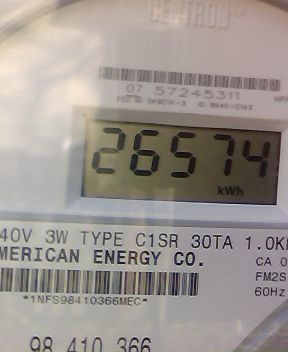 CENTRON®
07 57245311
26574
kWh
40V 3W TYPE C1SR 30TA 1.0K
MERICAN ENERGY CO.
CA 0
FM2S
60Hz
*1NFS98410366MEC*
98 410 366